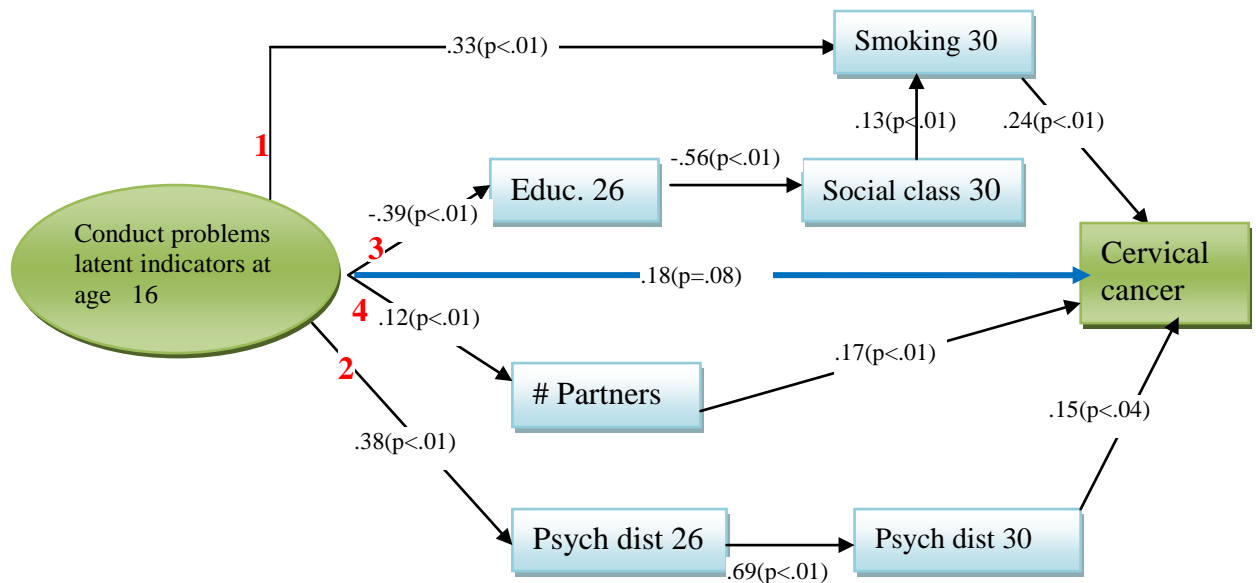 Smoking 30
.33(p<.01)
.13(p<.01)
.24(p<.01)
1
-.56(p<.01)
Educ. 26
Social class 30
-.39(p<.01)
Conduct problems
latent indicators at
age 16
3
.18(p=.08)
Cervical
cancer
4
.12(p<.01)
.17(p<.01)
2
# Partners
.15(p<.04)
.38(p<.01)
Psych dist 26
Psych dist 30
.69(p<.01)